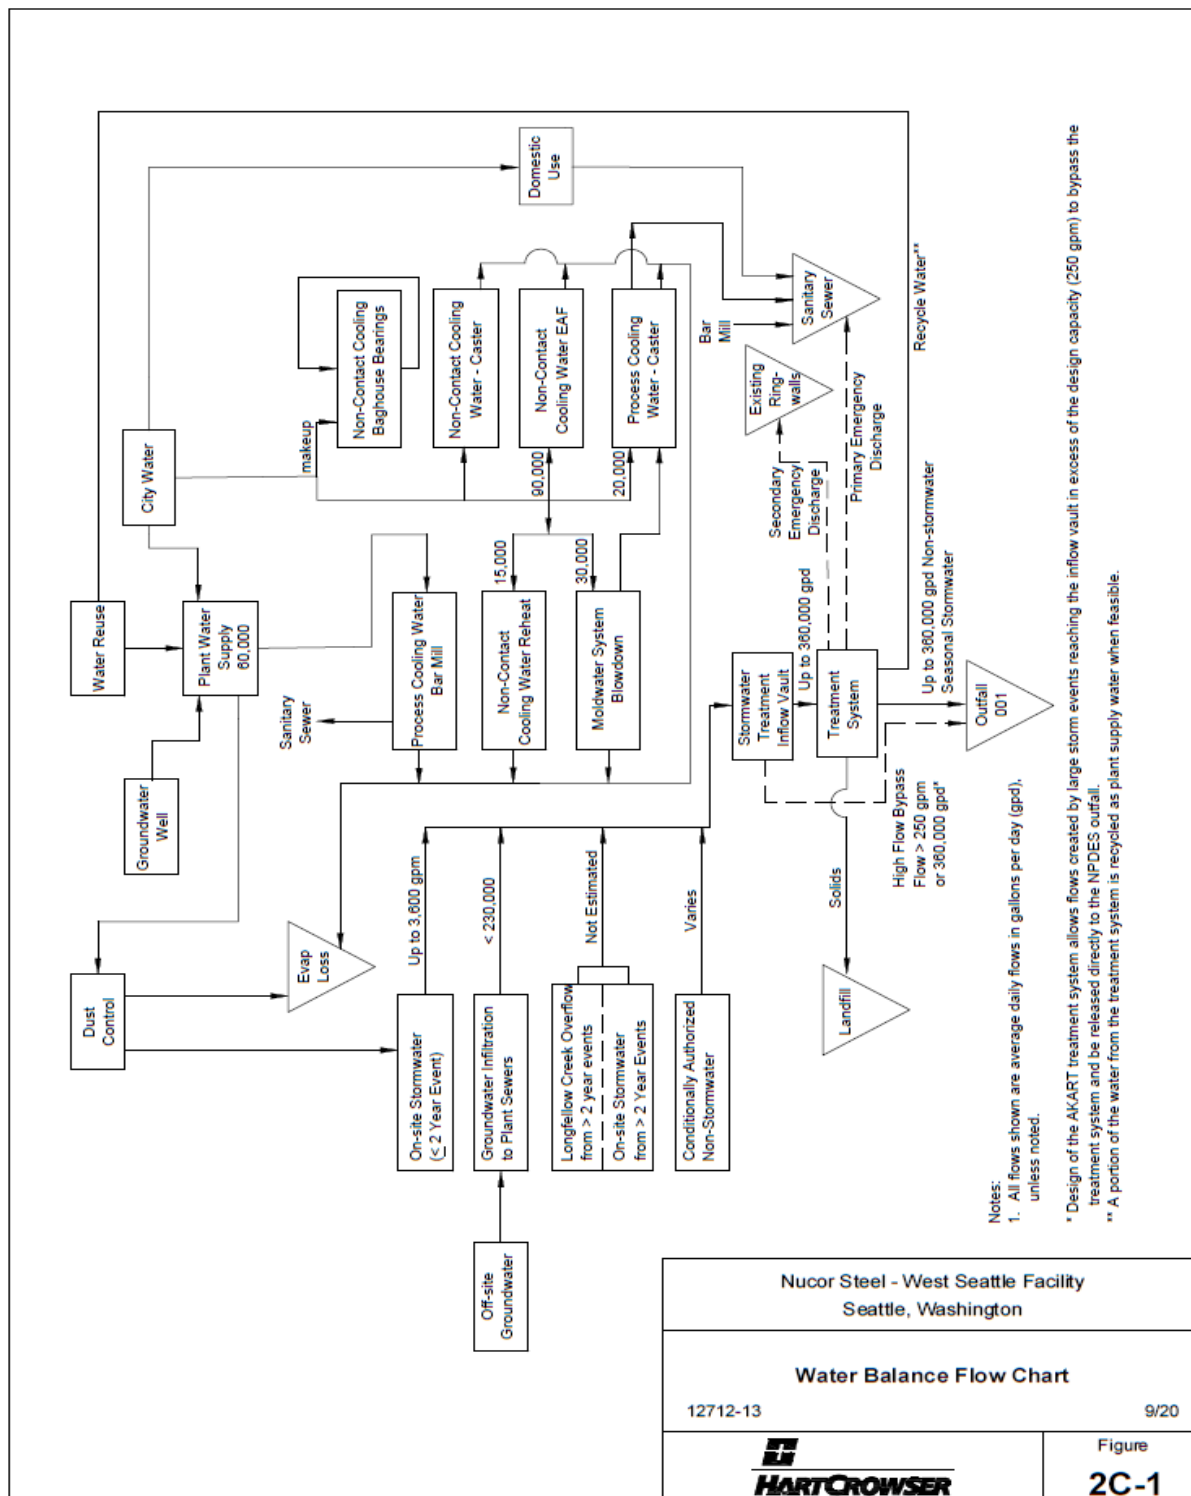 Water Reuse
Groundwater
Well
Plant Water
Supply
60,000
City Water
Domestic
Use
Dust
Control
Evap
Loss
makeup
Non-Contact Cooling
Baghouse Bearings
Non-Contact Cooling
Water - Caster
Non-Contact
Cooling Water EAF
90,000
Process Cooling
Water - Caster
20,000
Sanitary
Sewer
Process Cooling Water
Bar Mill
15,000
Non-Contact
Cooling Water Reheat
30,000
Moldwater System
Blowdown
Off-site
Groundwater
On-site Stormwater
(< 2 Year Event)
Up to 3,600 gpm
Groundwater Infiltration
to Plant Sewers
< 230,000
Longfellow Creek Overflow
from > 2 year events
On-site Stormwater
from > 2 Year Events
Not Estimated
Conditionally Authorized
Non-Stormwater
Varies
Stormwater
Treatment
Inflow Vault
Up to 360,000 gpd
Treatment
System
Secondary
Emergency
Discharge
Existing
Ring-
walls
Bar
Mill
Sanitary
Sewer
Primary Emergency
Discharge
Recycle Water**
Solids
Landfill
High Flow Bypass
Flow > 250 gpm
or 360,000 gpd*
Up to 360,000 gpd Non-stormwater
Seasonal Stormwater
Outfall
001
Notes:
1. All flows shown are average daily flows in gallons per day (gpd),
unless noted.
* Design of the AKART treatment system allows flows created by large storm events reaching the inflow vault in excess of the design capacity (250 gpm) to bypass the
treatment system and be released directly to the NPDES outfall.
** A portion of the water from the treatment system is recycled as plant supply water when feasible.
Nucor Steel - West Seattle Facility
Seattle, Washington
Water Balance Flow Chart
12712-13
9/20
HARTCROWSER
Figure
2C-1